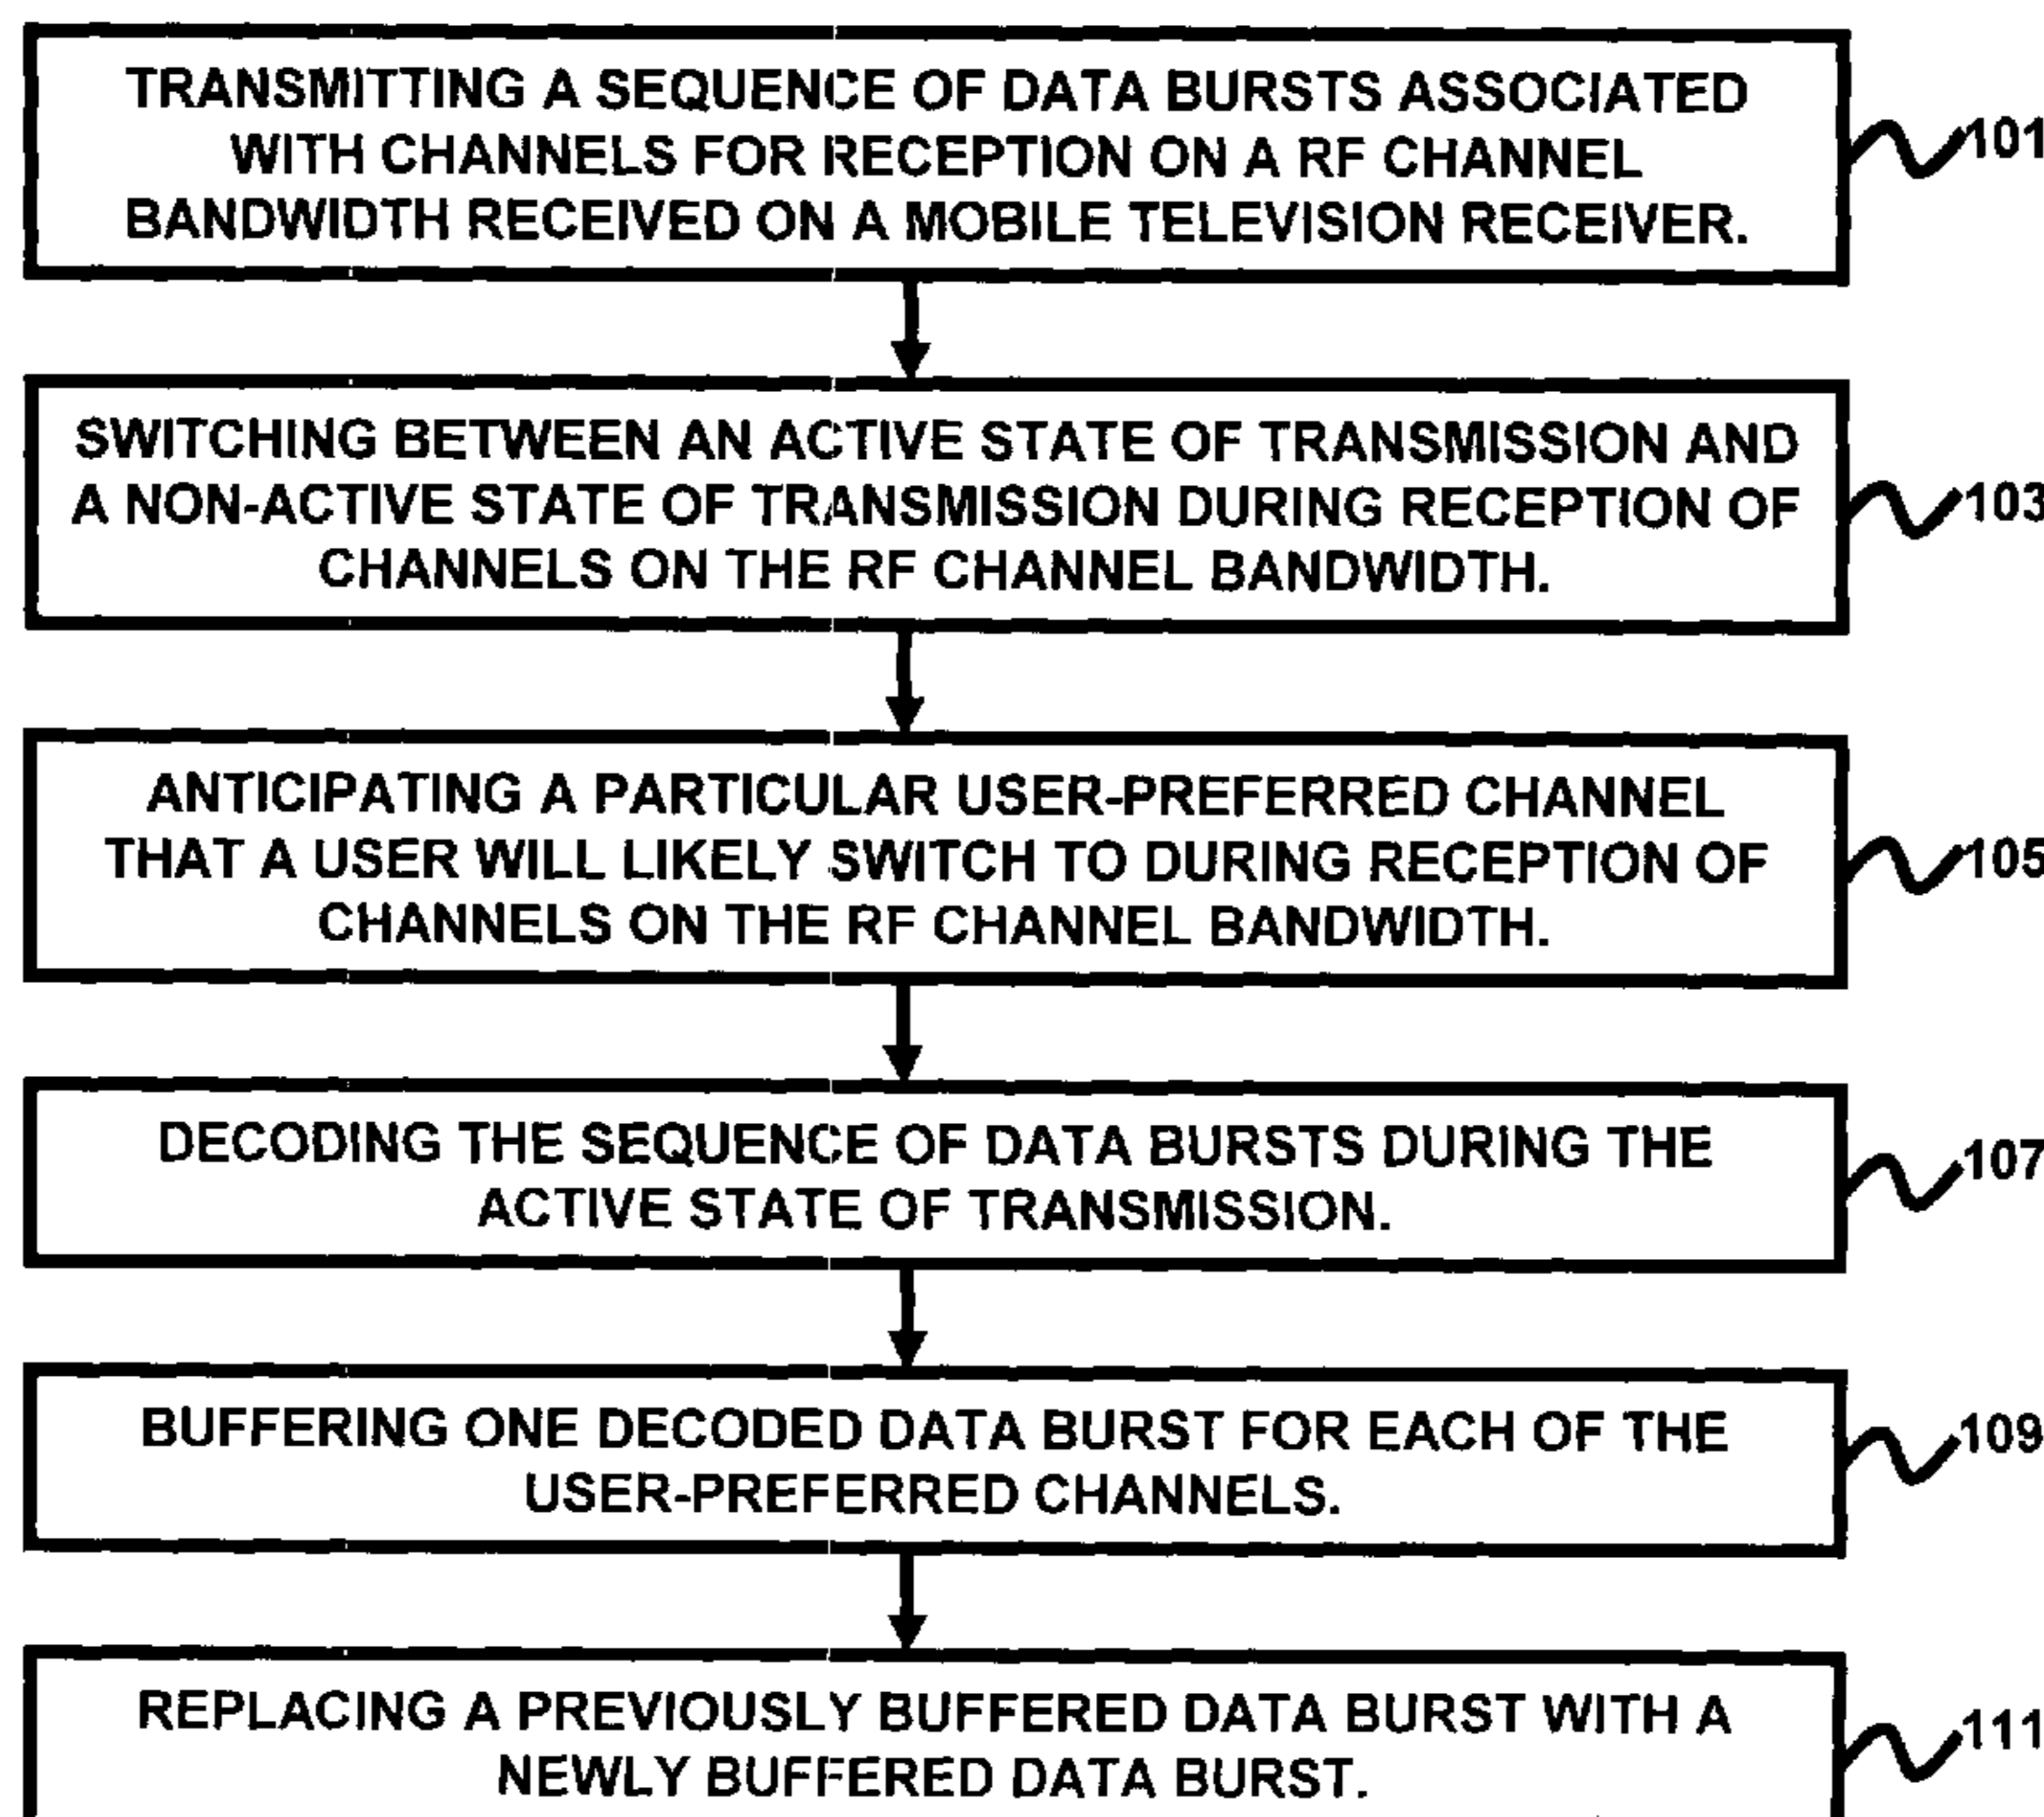 TRANSMITTING A SEQUENCE OF DATA BURSTS ASSOCIATED
WITH CHANNELS FOR RECEPTION ON A RF CHANNEL
BANDWIDTH RECEIVED ON A MOBILE TELEVISION RECEIVER.
101
SWITCHING BETWEEN AN ACTIVE STATE OF TRANSMISSION AND
A NON-ACTIVE STATE OF TRANSMISSION DURING RECEPTION OF
CHANNELS ON THE RF CHANNEL BANDWIDTH.
103
ANTICIPATING A PARTICULAR USER-PREFERRED CHANNEL
THAT A USER WILL LIKELY SWITCH TO DURING RECEPTION OF
CHANNELS ON THE RF CHANNEL BANDWIDTH.
105
DECODING THE SEQUENCE OF DATA BURSTS DURING THE
ACTIVE STATE OF TRANSMISSION.
107
BUFFERING ONE DECODED DATA BURST FOR EACH OF THE
USER-PREFERRED CHANNELS.
109
REPLACING A PREVIOUSLY BUFFERED DATA BURST WITH A
NEWLY BUFFERED DATA BURST.
111